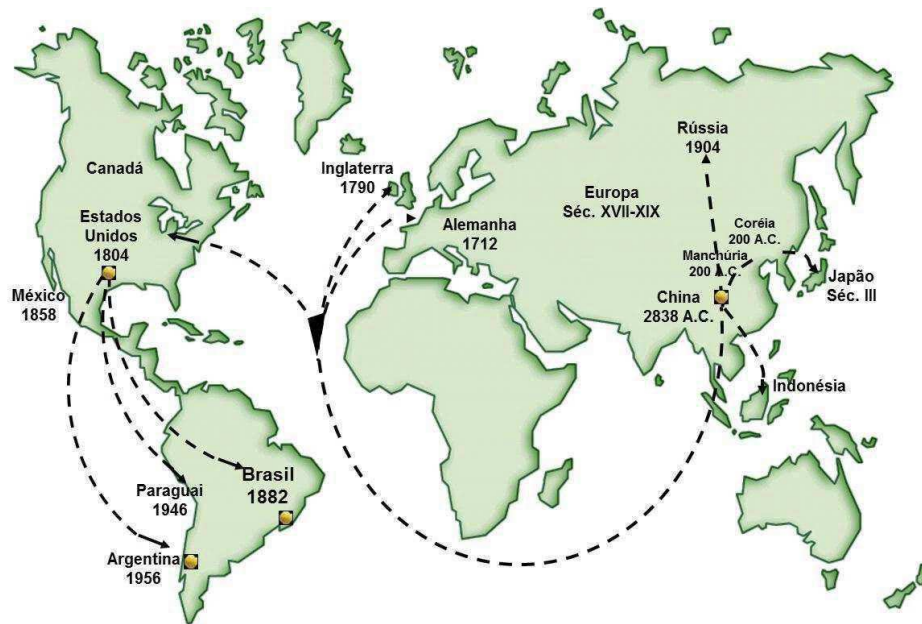 Canadá
Estados
Unidos
1804
México
1858
Inglaterra
1790
Alemanha
1712
Europa
Séc. XVII-XIX
Rússia
1904
Coréia
200 A.C.
Manchúria
200 A.C.
Japão
Séc. III
China
2838 A.C.
Indonésia
Brasil
1882
Paraguai
1946
Argentina
1956